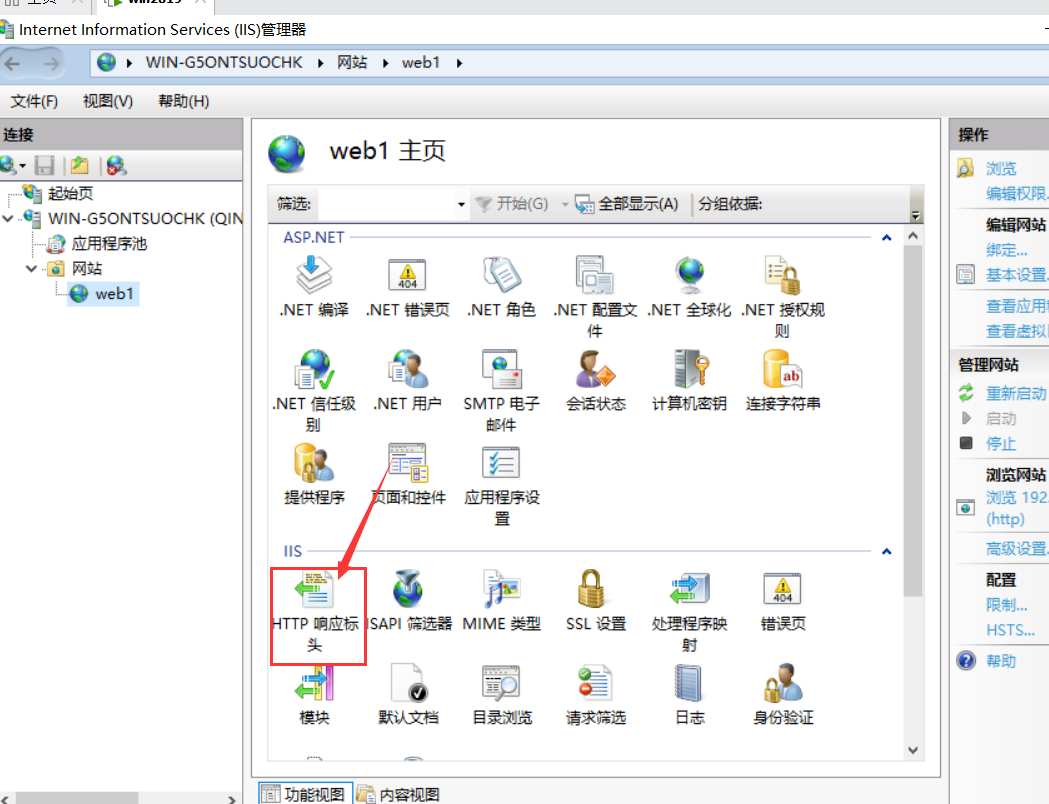 主页
win2019
Internet Information Services (IIS)管理器
WIN-G5ONTSUOCHK
网站
web1
文件(F)
视图(V)
帮助(H)
连接
起始页
WIN-G5ONTSUOCHK (QIN
应用程序池
网站
web1
web1 主页
筛选:
开始(G)
全部显示(A)
分组依据:
ASP.NET
.NET 编译
.NET 错误页
.NET 角色
.NET 配置文
件
.NET 全球化
.NET 授权规
则
.NET 信任级
别
.NET 用户
SMTP 电子
邮件
会话状态
计算机密钥
连接字符串
提供程序
页面和控件
应用程序设
置
IIS
HTTP 响应标
头
ISAPI 筛选器
MIME 类型
SSL 设置
处理程序映
射
错误页
模块
默认文档
目录浏览
请求筛选
日志
身份验证
功能视图
内容视图
操作
浏览
编辑权限
编辑网站
绑定...
基本设置
查看应用
查看虚拟
管理网站
重新启动
启动
停止
浏览网站
浏览 192.
(http)
高级设置
配置
限制...
HSTS...
帮助